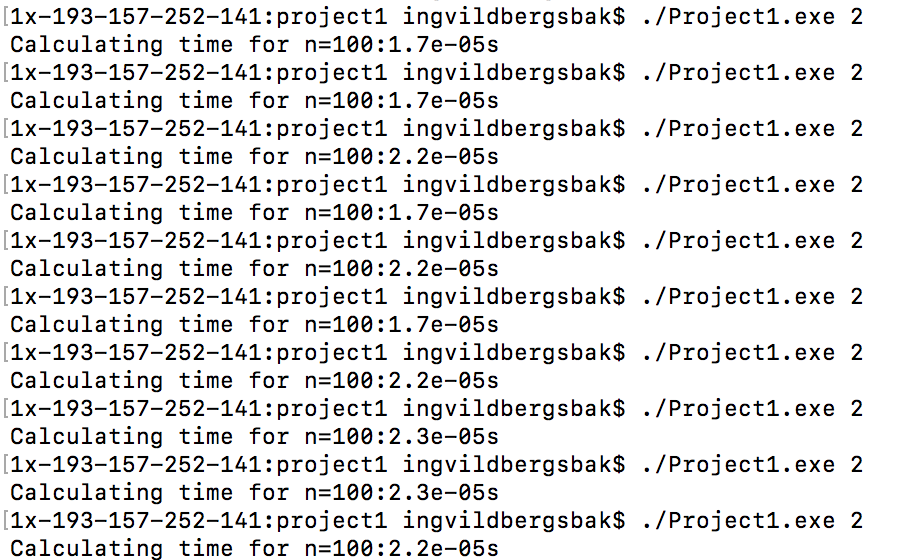 [1x-193-157-252-141:project1 ingvildbergsbak$ ./Project1.exe 2
Calculating time for n=100:1.7e-05s
[1x-193-157-252-141:project1 ingvildbergsbak$ ./Project1.exe 2
Calculating time for n=100:1.7e-05s
[1x-193-157-252-141:project1 ingvildbergsbak$ ./Project1.exe 2
Calculating time for n=100:2.2e-05s
[1x-193-157-252-141:project1 ingvildbergsbak$ ./Project1.exe 2
Calculating time for n=100:1.7e-05s
[1x-193-157-252-141:project1 ingvildbergsbak$ ./Project1.exe 2
Calculating time for n=100:2.2e-05s
[1x-193-157-252-141:project1 ingvildbergsbak$ ./Project1.exe 2
Calculating time for n=100:1.7e-05s
[1x-193-157-252-141:project1 ingvildbergsbak$ ./Project1.exe 2
Calculating time for n=100:2.2e-05s
[1x-193-157-252-141:project1 ingvildbergsbak$ ./Project1.exe 2
Calculating time for n=100:2.3e-05s
[1x-193-157-252-141:project1 ingvildbergsbak$ ./Project1.exe 2
Calculating time for n=100:2.3e-05s
[1x-193-157-252-141:project1 ingvildbergsbak$ ./Project1.exe 2
Calculating time for n=100:2.2e-05s